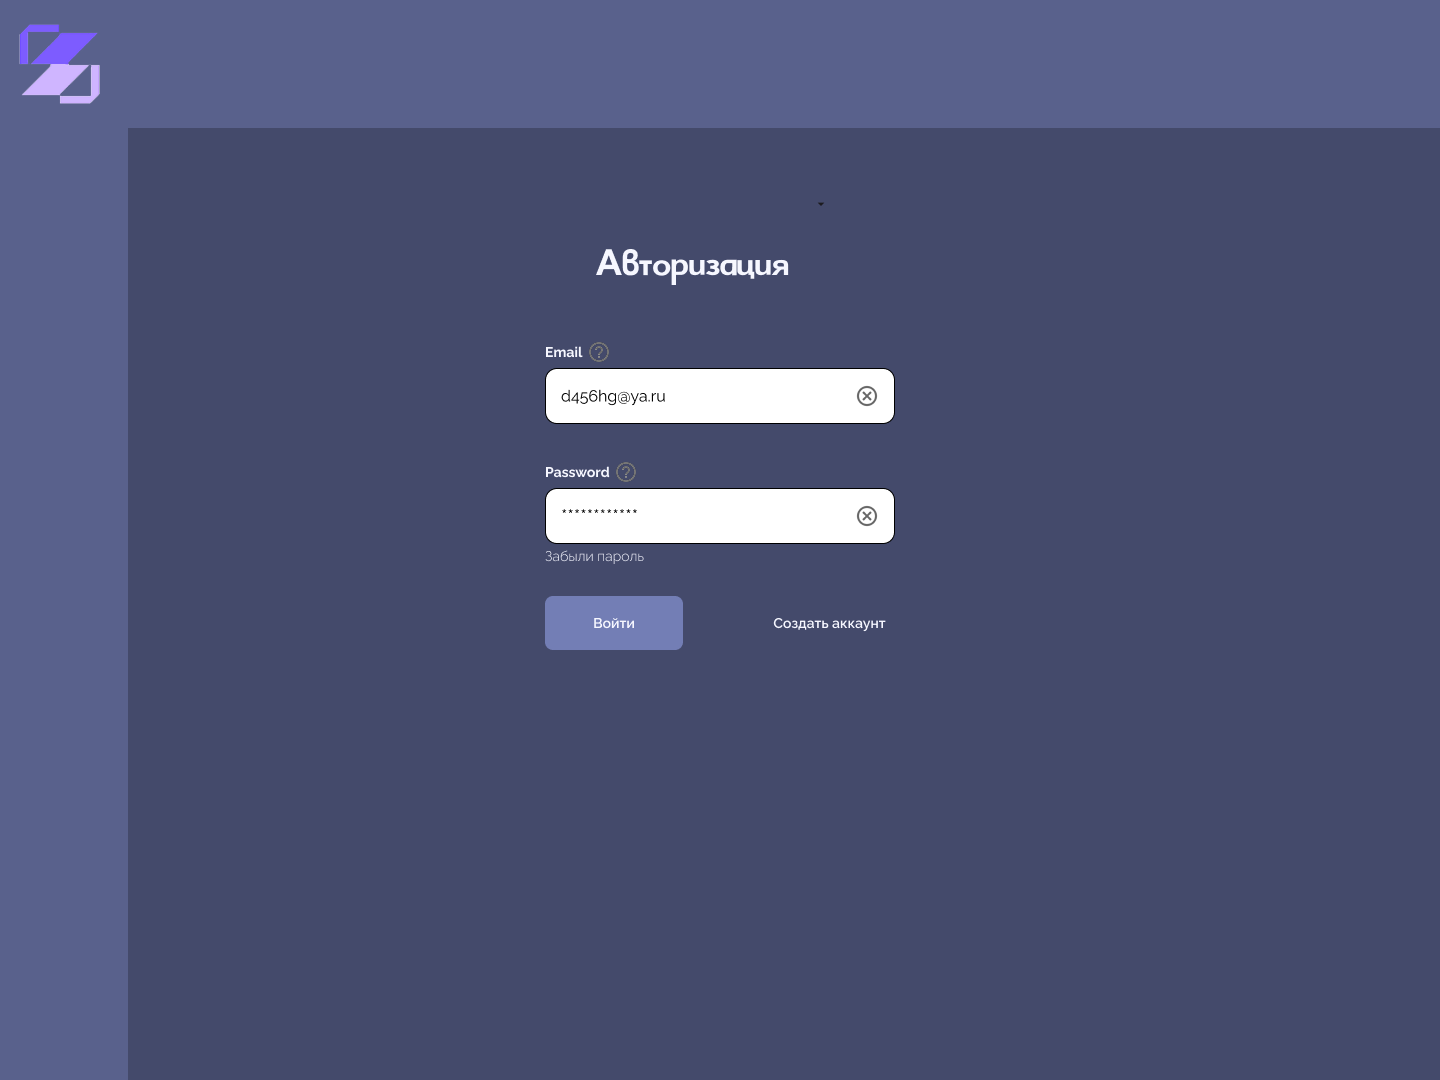 Авторизация
Email
d456hg@ya.ru
Password
************
Забыли пароль
Войти
Создать аккаунт